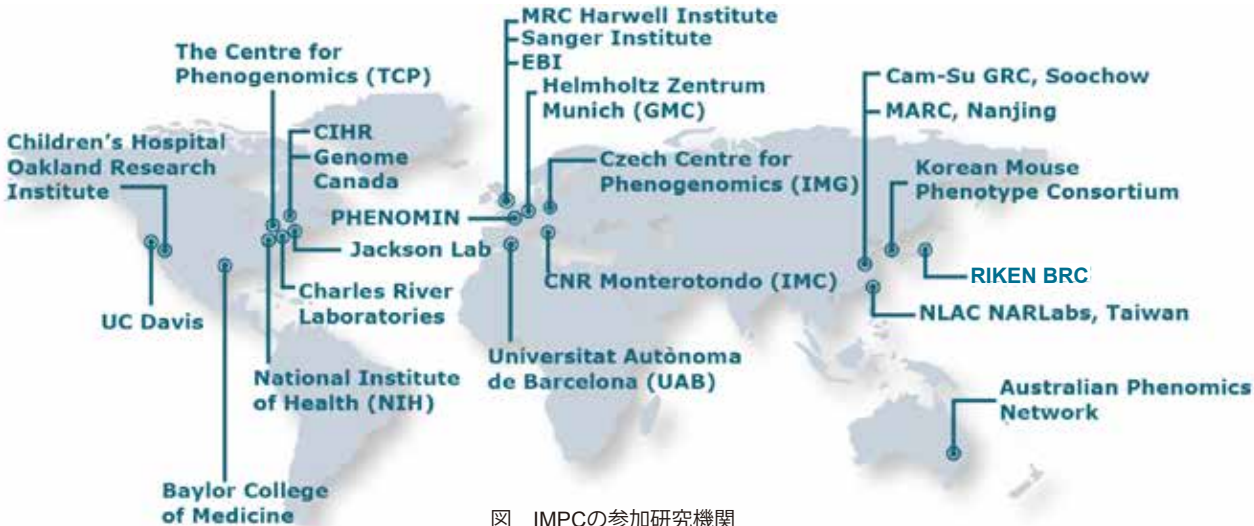 MRC Harwell Institute
Sanger Institute
EBI
The Centre for
Phenogenomics (TCP)
Helmholtz Zentrum
Munich (GMC)
Cam-Su GRC, Soochow
MARC, Nanjing
Children's Hospital
Oakland Research
Institute
CIHR
Genome
Canada
Czech Centre for
Phenogenomics (IMG)
Korean Mouse
Phenotype Consortium
PHENOMIN
Jackson Lab
CNR Monterotondo (IMC)
RIKEN BRC
Charles River
Laboratories
UC Davis
NLAC NARLabs, Taiwan
Universitat Autònoma
de Barcelona (UAB)
National Institute
of Health (NIH)
Australian Phenomics
Network
Baylor College
of Medicine
図 IMPCの参加研究機関